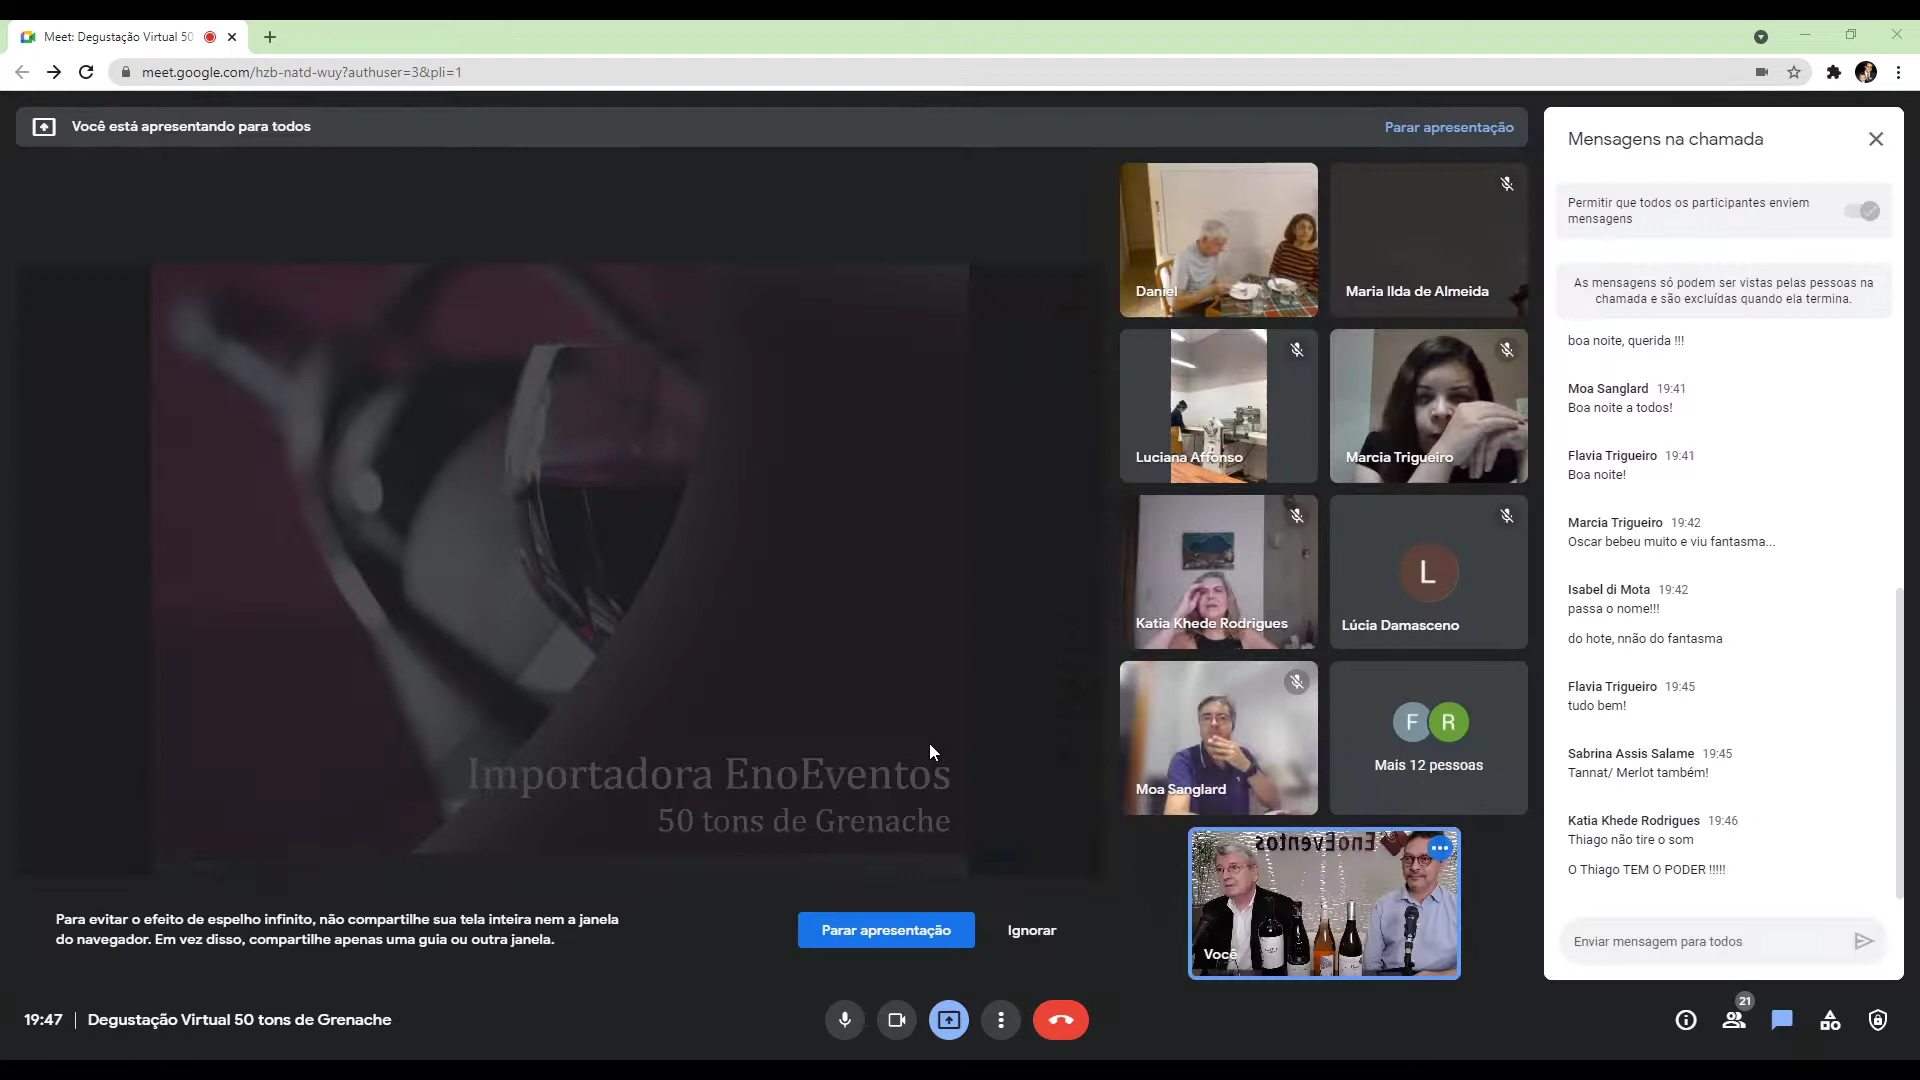 Meet: Degustação Virtual 50
meet.google.com/hzb-natd-wuy?authuser=3&pli=1
Você está apresentando para todos
Parar apresentação
Importadora EnoEventos
50 tons de Grenache
Para evitar o efeito de espelho infinito, não compartilhe sua tela inteira nem a janela
do navegador. Em vez disso, compartilhe apenas uma guia ou outra janela.
Parar apresentação
Ignorar
Daniel
Maria Ilda de Almeida
Luciana Affonso
Marcia Trigueiro
Katia Khede Rodrigues
L
Lúcia Damasceno
Moa Sanglard
F R
Mais 12 pessoas
EnoEventos
Você
Mensagens na chamada
Permitir que todos os participantes enviem
mensagens
As mensagens só podem ser vistas pelas pessoas na
chamada e são excluídas quando ela termina.
boa noite, querida !!!
Moa Sanglard 19:41
Boa noite a todos!
Flavia Trigueiro 19:41
Boa noite!
Marcia Trigueiro 19:42
Oscar bebeu muito e viu fantasma...
Isabel di Mota 19:42
passa o nome!!!
do hote, nnão do fantasma
Flavia Trigueiro 19:45
tudo bem!
Sabrina Assis Salame 19:45
Tannat/ Merlot também!
Katia Khede Rodrigues 19:46
Thiago não tire o som
O Thiago TEM O PODER !!!!!
Enviar mensagem para todos
19:47 | Degustação Virtual 50 tons de Grenache
21